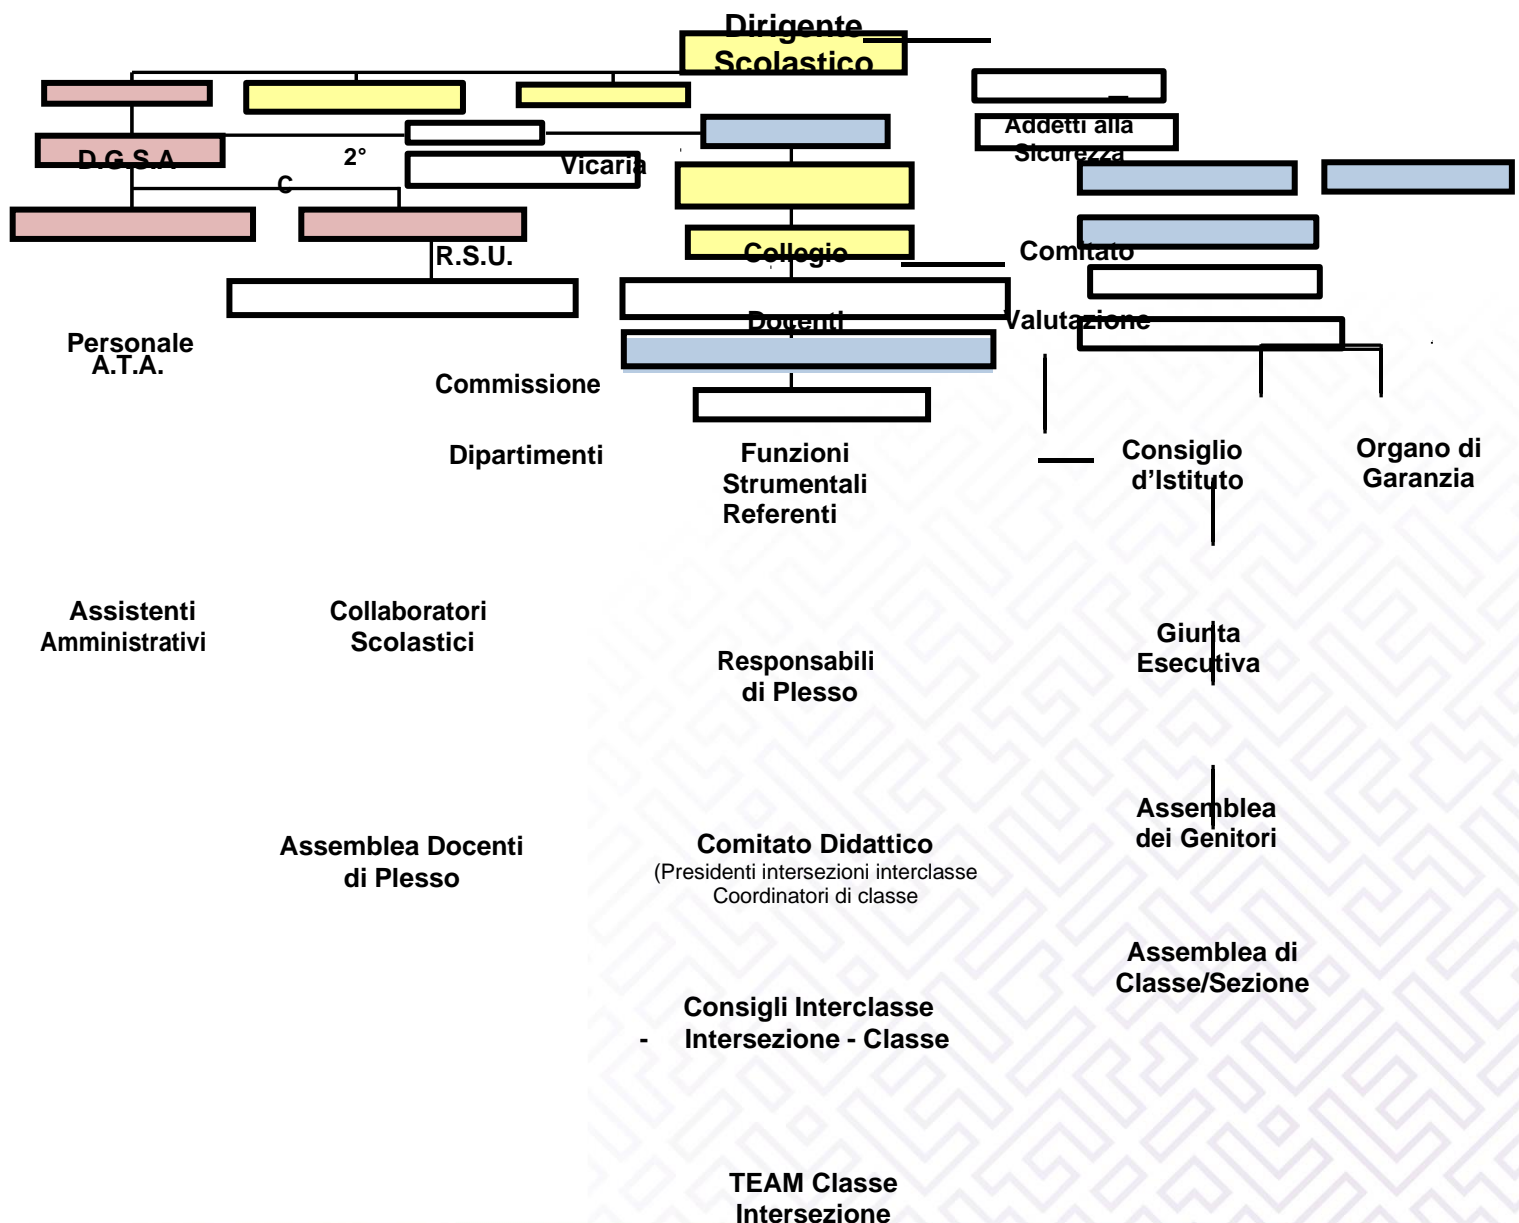 Dirigente
Scolastico
Addetti alla
Sicurezza
D.G.S.A
2°
Vicaria
C
R.S.U.
Collegio
Comitato
Docenti
Valutazione
Personale
A.T.A.
Commissione
Dipartimenti
Funzioni
Strumentali
Referenti
Consiglio
d’Istituto
Organo di
Garanzia
Assistenti
Amministrativi
Collaboratori
Scolastici
Responsabili
di Plesso
Giunta
Esecutiva
Assemblea Docenti
di Plesso
Comitato Didattico
(Presidenti intersezioni interclasse
Coordinatori di classe
Assemblea
dei Genitori
Assemblea di
Classe/Sezione
Consigli Interclasse
- Intersezione - Classe
TEAM Classe
Intersezione